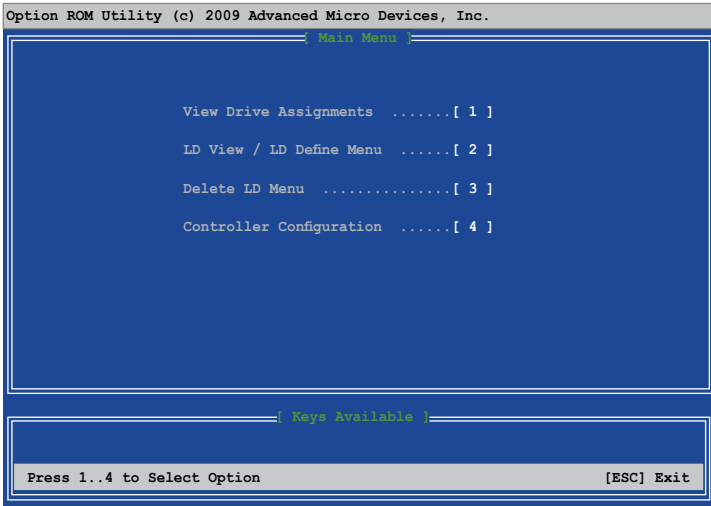 Option ROM Utility (c) 2009 Advanced Micro Devices, Inc.
[ Main Menu ]
View Drive Assignments .......[ 1 ]
LD View / LD Define Menu ......[ 2 ]
Delete LD Menu ...............[ 3 ]
Controller Configuration ......[ 4 ]
[ Keys Available ]
Press 1..4 to Select Option [ESC] Exit